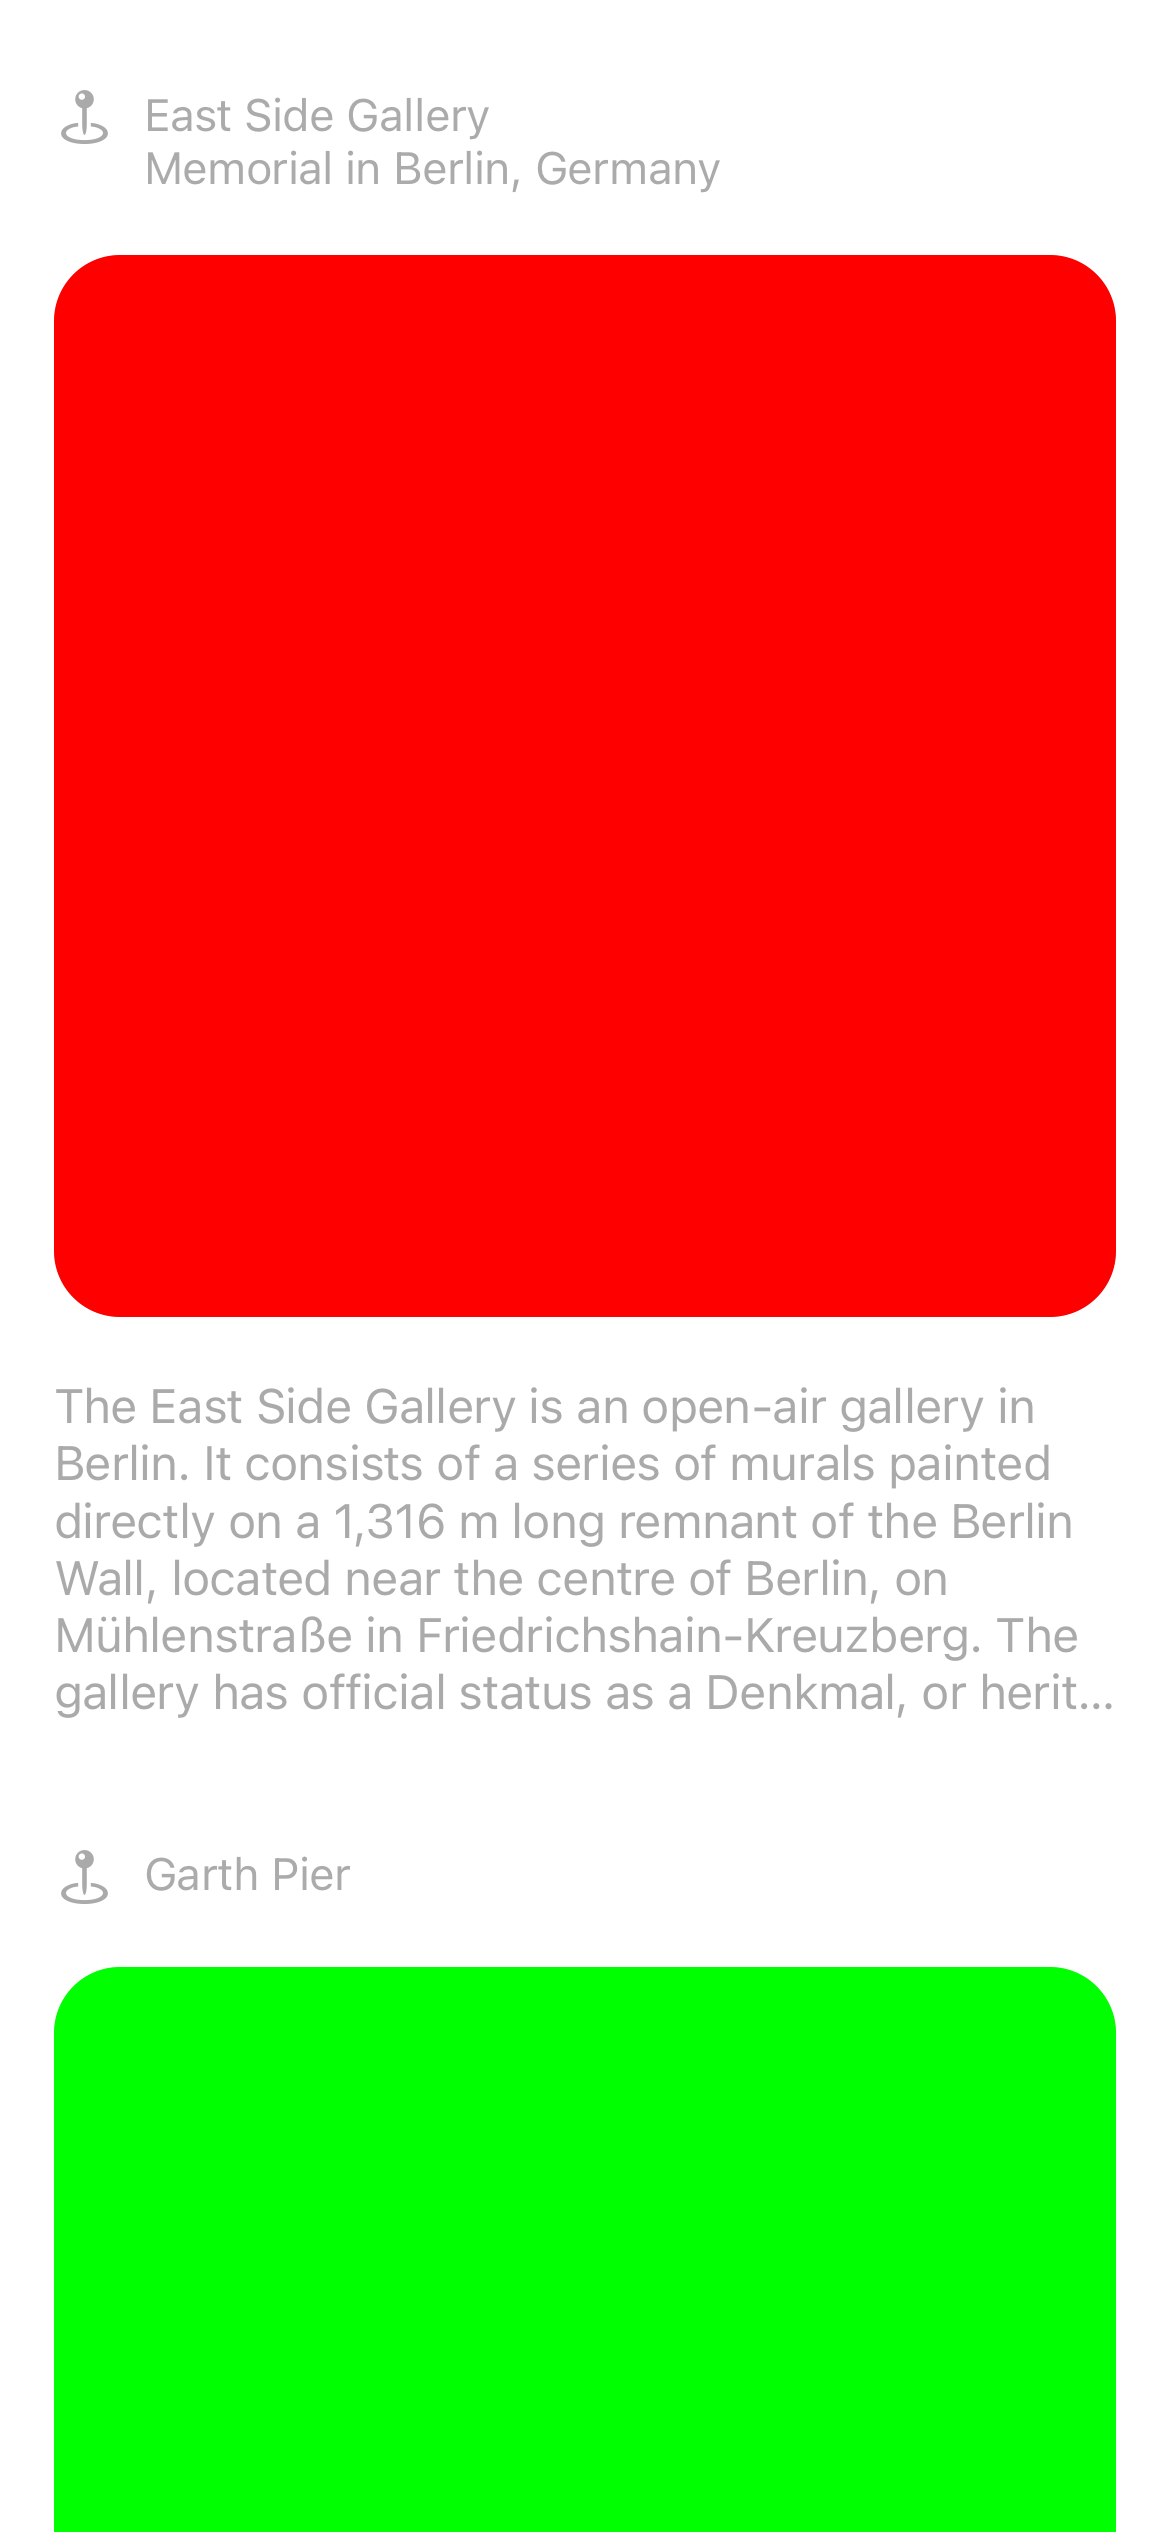 East Side Gallery
Memorial in Berlin, Germany
The East Side Gallery is an open-air gallery in
Berlin. It consists of a series of murals painted
directly on a 1,316 m long remnant of the Berlin
Wall, located near the centre of Berlin, on
Mühlenstraße in Friedrichshain-Kreuzberg. The
gallery has official status as a Denkmal, or herit...
Garth Pier